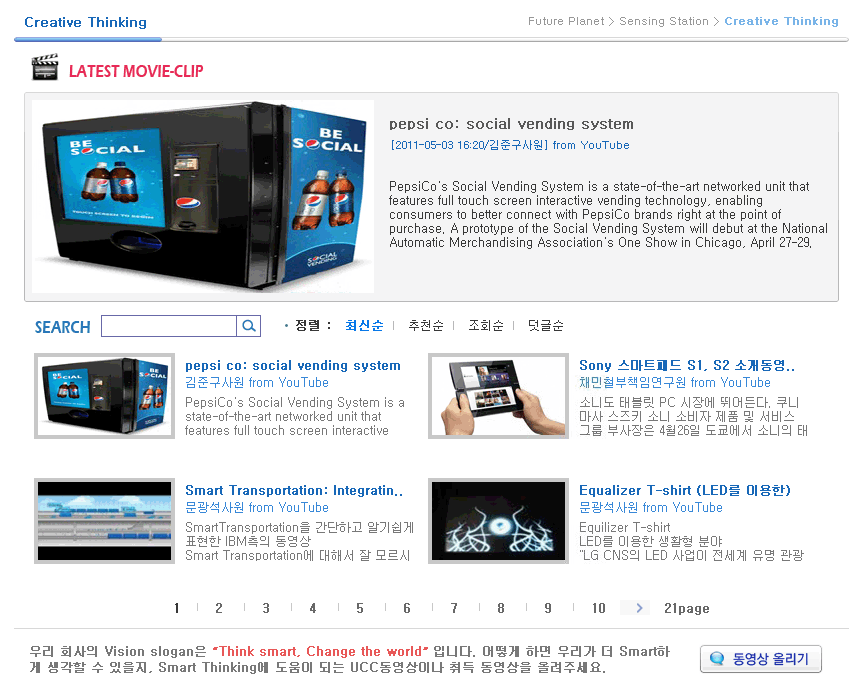 Creative Thinking
Future Planet > Sensing Station > Creative Thinking
LATEST MOVIE-CLIP
BE SOCIAL
BE SOCIAL
TOUCH SCREEN TO BEGIN
SOCIAL VENDING
pepsi co: social vending system
[2011-05-03 16:20/김준구사원] from YouTube
PepsiCo's Social Vending System is a state-of-the-art networked unit that
features full touch screen interactive vending technology, enabling
consumers to better connect with PepsiCo brands right at the point of
purchase. A prototype of the Social Vending System will debut at the National
Automatic Merchandising Association's One Show in Chicago, April 27-29.
SEARCH
· 정렬 : 최신순 | 추천순 | 조회순 | 덧글순
pepsi co: social vending system
김준구사원 from YouTube
PepsiCo's Social Vending System is a
state-of-the-art networked unit that
features full touch screen interactive
Sony 스마트패드 S1, S2 소개동영..
채민철부책임연구원 from YouTube
소니도 태블릿 PC 시장에 뛰어든다. 쿠니
마사 스즈키 소니 소비자 제품 및 서비스
그룹 부사장은 4월26일 도쿄에서 소니의 태
Smart Transportation: Integratin..
문광석사원 from YouTube
SmartTransportation을 간단하고 알기쉽게
표현한 IBM측의 동영상
Smart Transportation에 대해서 잘 모르시
Equalizer T-shirt (LED를 이용한)
문광석사원 from YouTube
Equilizer T-shirt
LED를 이용한 생활형 분야
"LG CNS의 LED 사업이 전세계 유명 관광
1 | 2 | 3 | 4 | 5 | 6 | 7 | 8 | 9 | 10 > 21page
우리 회사의 Vision slogan은 "Think smart, Change the world" 입니다. 어떻게 하면 우리가 더 Smart하
게 생각할 수 있을지, Smart Thinking에 도움이 되는 UCC동영상이나 취득 동영상을 올려주세요.
동영상 올리기